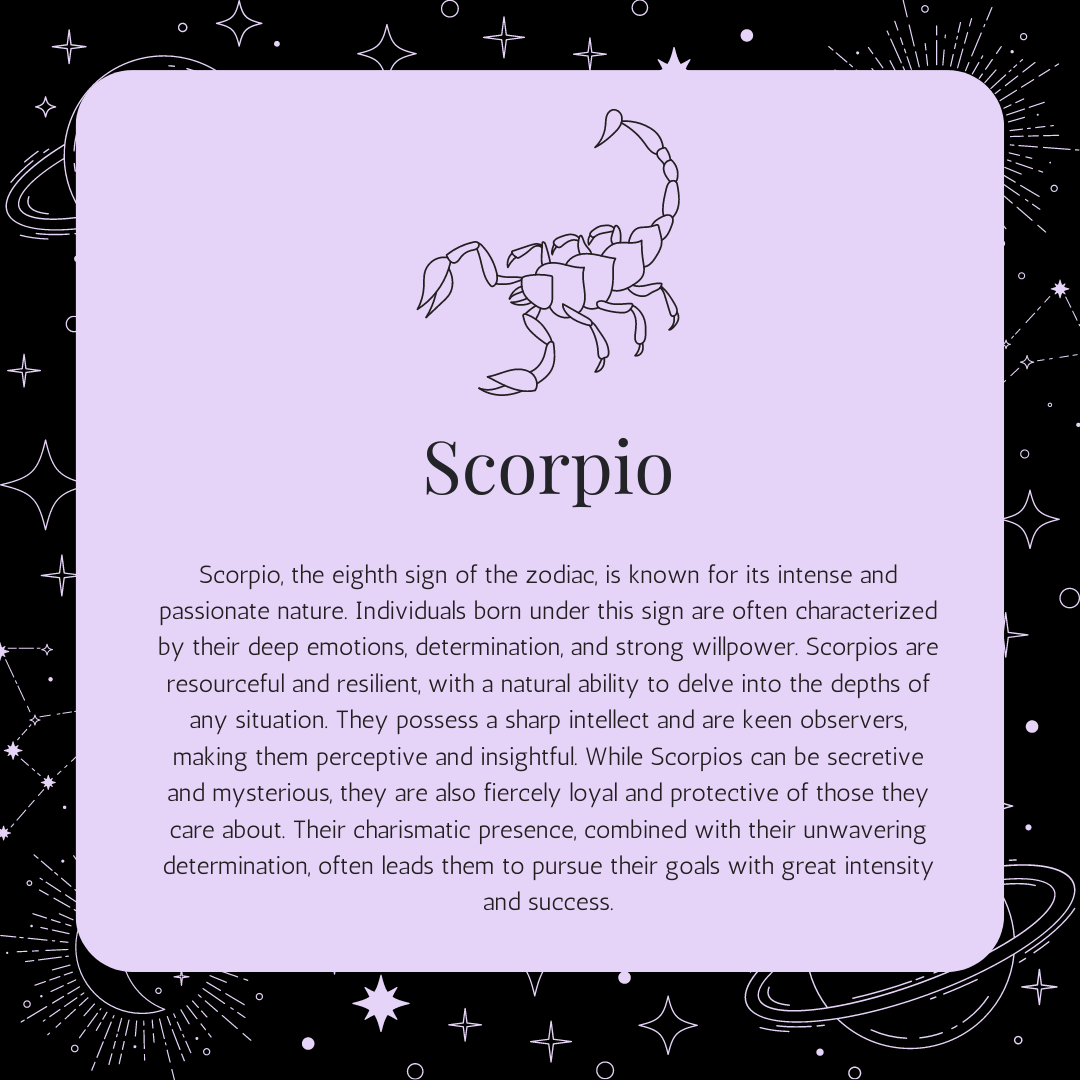 Scorpio
Scorpio, the eighth sign of the zodiac, is known for its intense and
passionate nature. Individuals born under this sign are often characterized
by their deep emotions, determination, and strong willpower. Scorpios are
resourceful and resilient, with a natural ability to delve into the depths of
any situation. They possess a sharp intellect and are keen observers,
making them perceptive and insightful. While Scorpios can be secretive
and mysterious, they are also fiercely loyal and protective of those they
care about. Their charismatic presence, combined with their unwavering
determination, often leads them to pursue their goals with great intensity
and success.